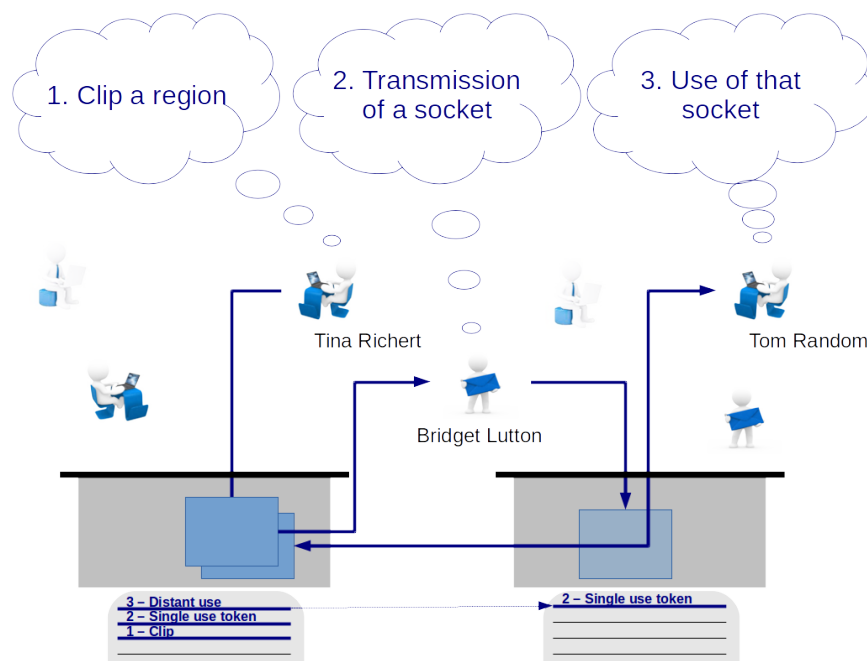 1. Clip a region
2. Transmission
of a socket
3. Use of that
socket
Tina Richert
Tom Random
Bridget Lutton
3 – Distant use
2 – Single use token
1 – Clip
2 – Single use token